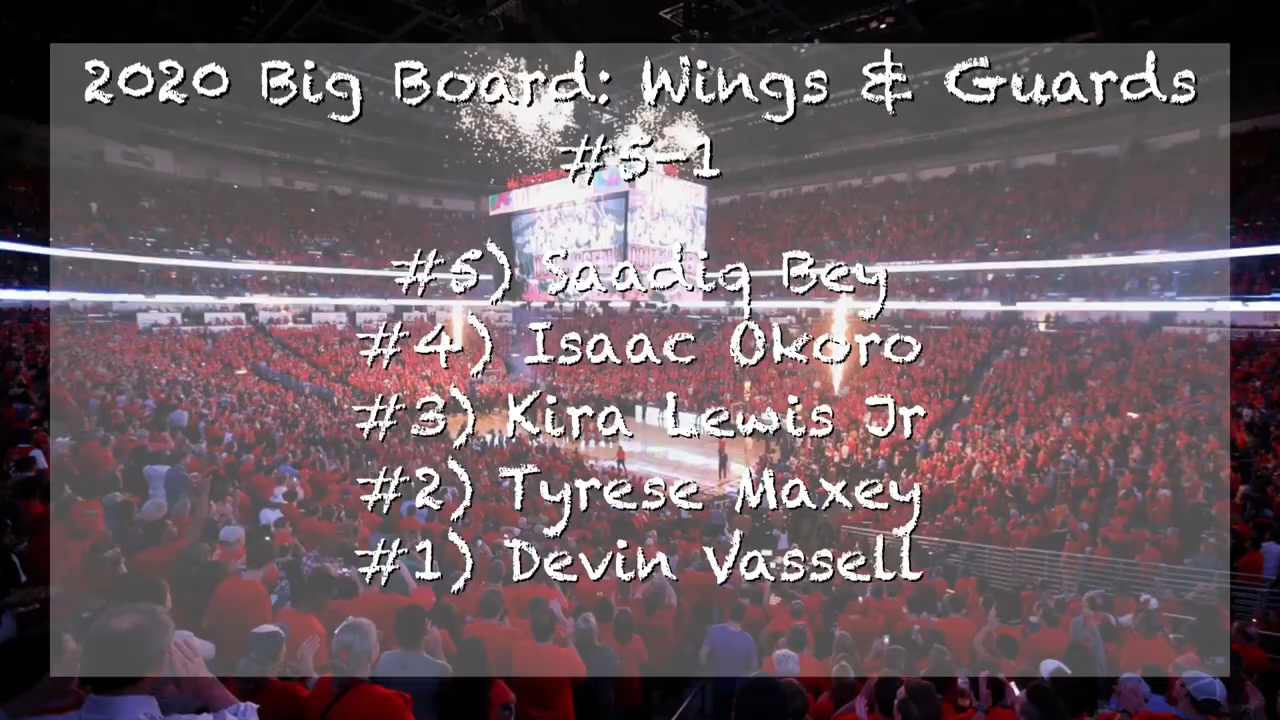 2020 Big Board: Wings & Guards
#5-1
#5) Saadiq Bey
#4) Isaac Okoro
#3) Kira Lewis Jr
#2) Tyrese Maxey
#1) Devin Vassell